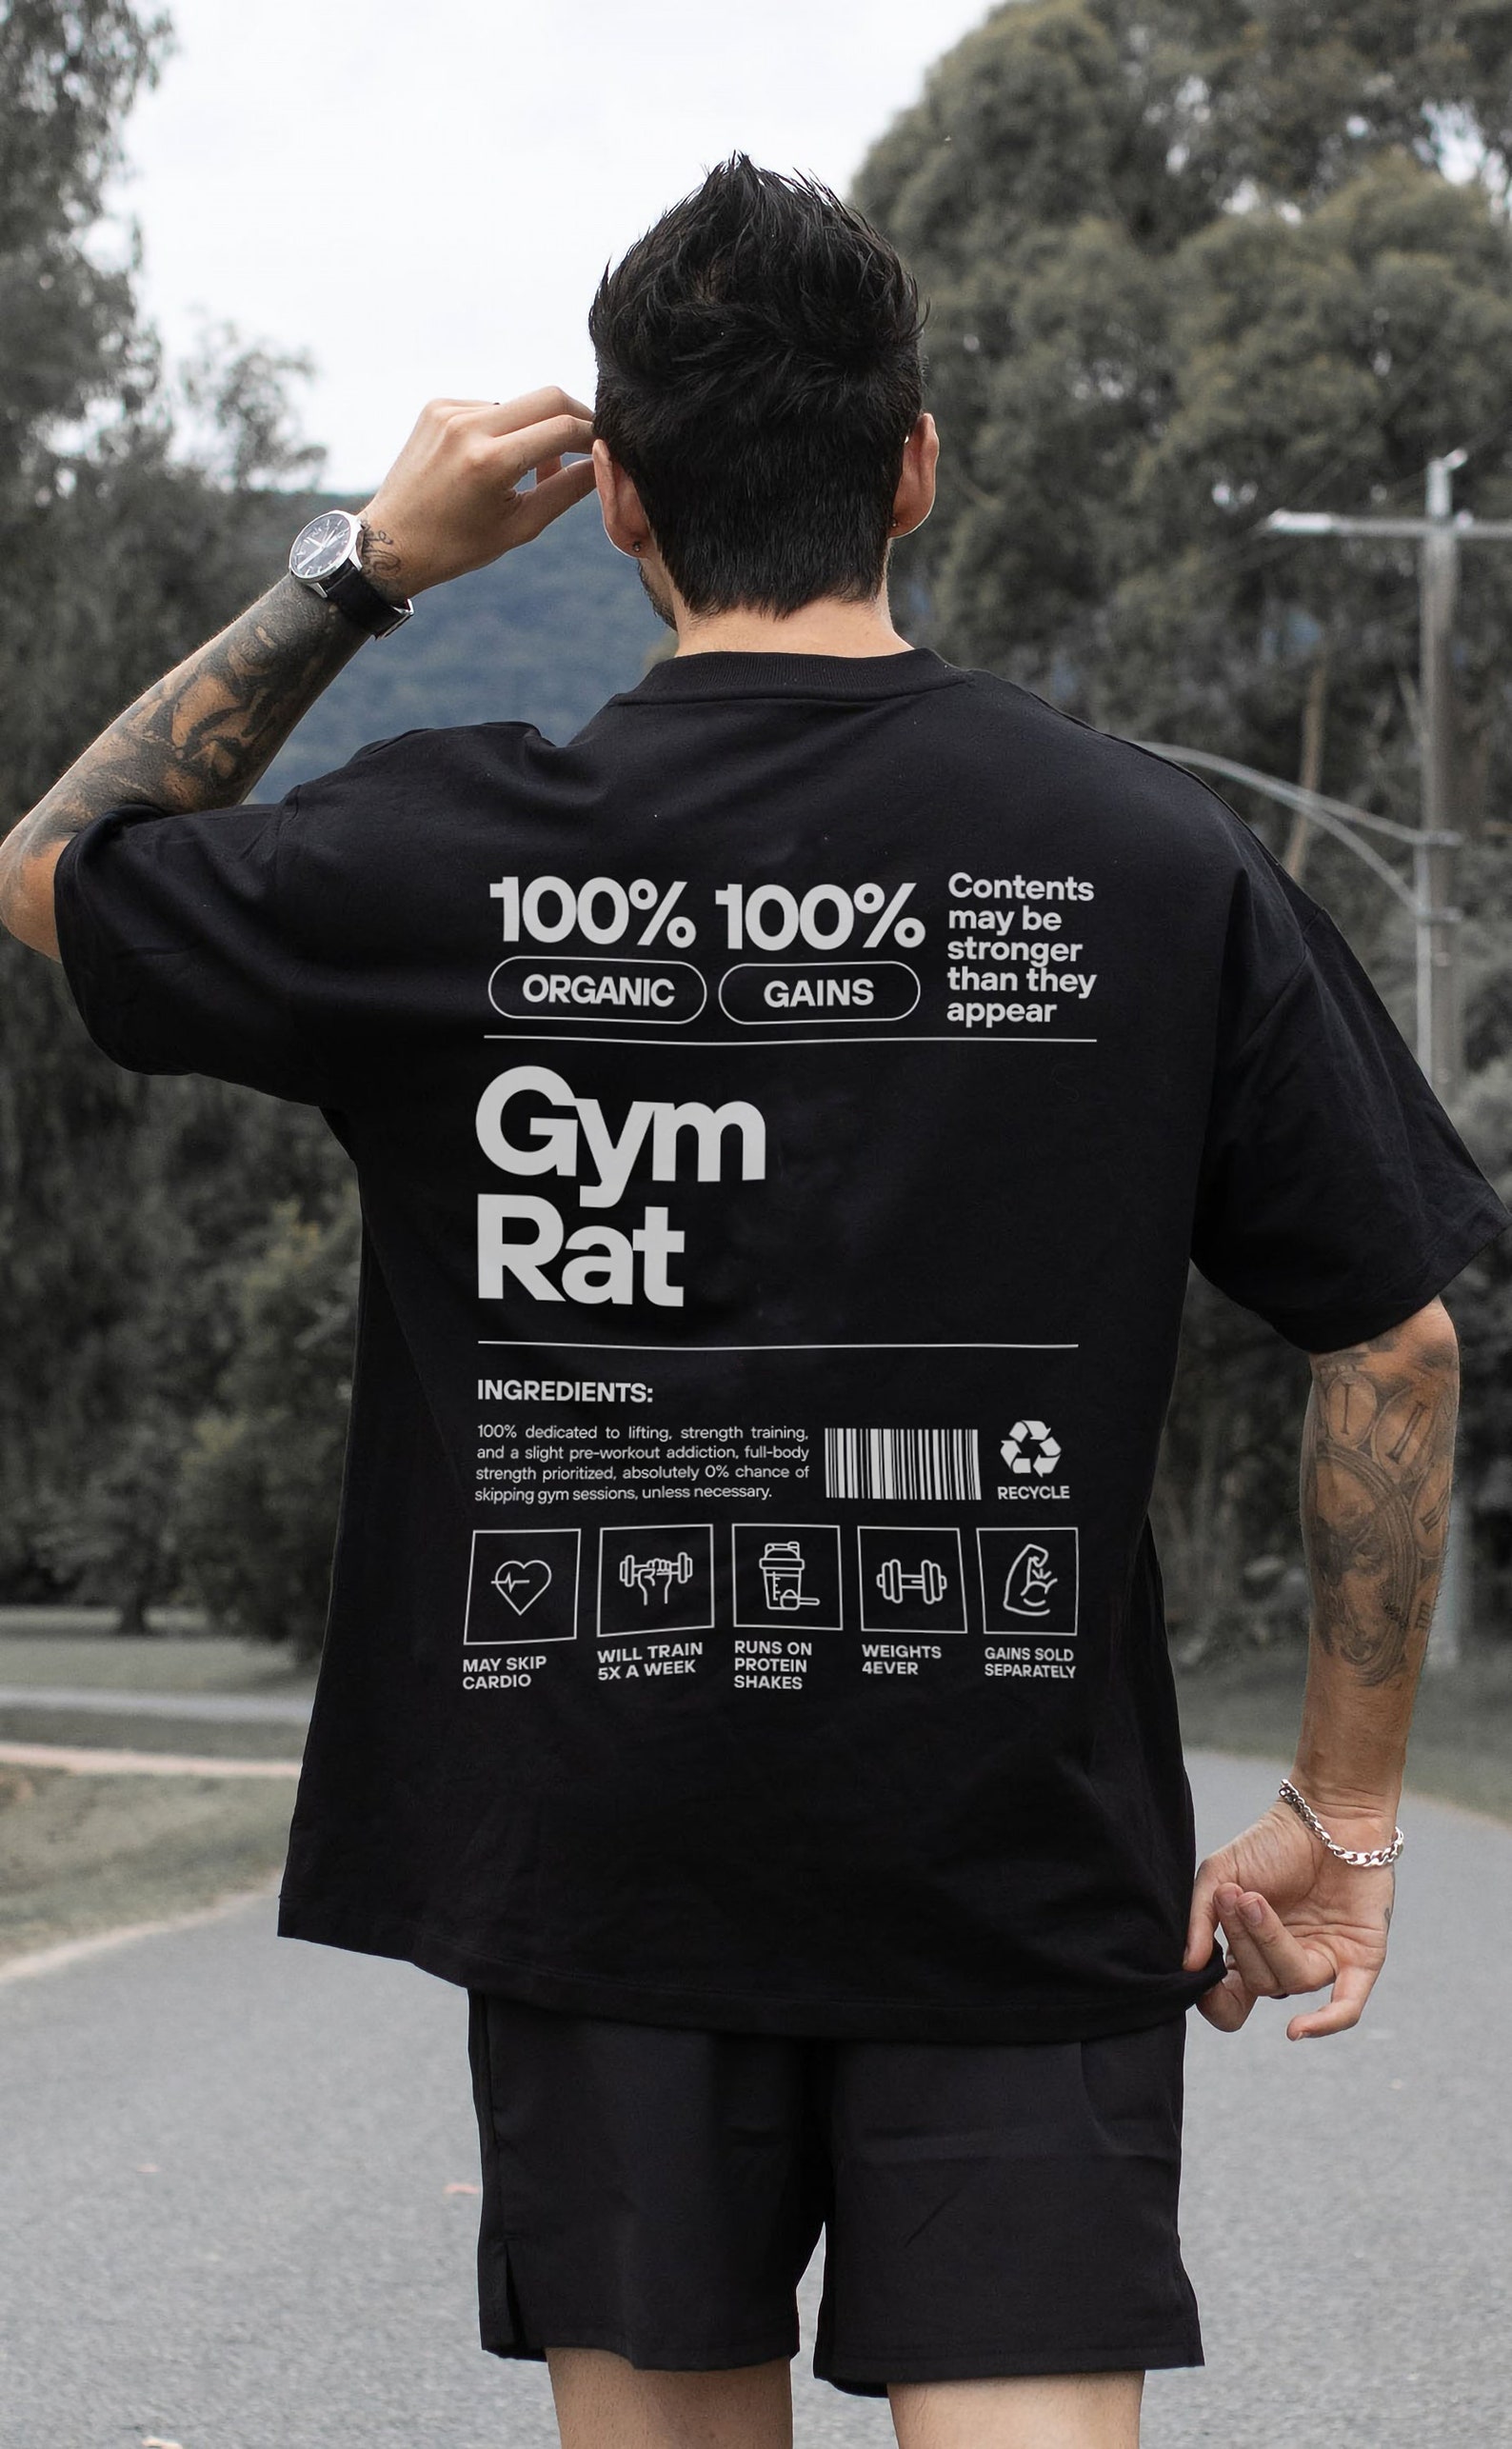 100% 100%
ORGANIC GAINS
Contents
may be
stronger
than they
appear
Gym
Rat
INGREDIENTS:
100% dedicated to lifting, strength training,
and a slight pre-workout addiction, full-body
strength prioritized, absolutely 0% chance of
skipping gym sessions, unless necessary.
RECYCLE
MAY SKIP
CARDIO
WILL TRAIN
5X A WEEK
RUNS ON
PROTEIN
SHAKES
WEIGHTS
4EVER
GAINS SOLD
SEPARATELY